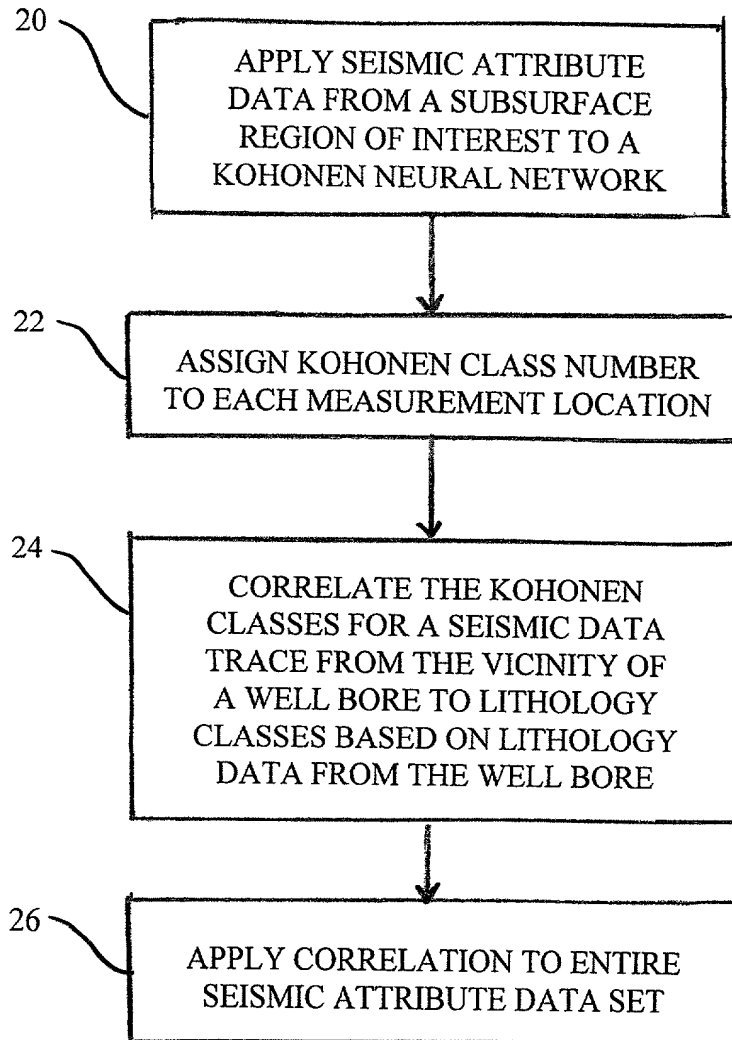 20
APPLY SEISMIC ATTRIBUTE
DATA FROM A SUBSURFACE
REGION OF INTEREST TO A
KOHONEN NEURAL NETWORK
22
ASSIGN KOHONEN CLASS NUMBER
TO EACH MEASUREMENT LOCATION
24
CORRELATE THE KOHONEN
CLASSES FOR A SEISMIC DATA
TRACE FROM THE VICINITY OF
A WELL BORE TO LITHOLOGY
CLASSES BASED ON LITHOLOGY
DATA FROM THE WELL BORE
26
APPLY CORRELATION TO ENTIRE
SEISMIC ATTRIBUTE DATA SET